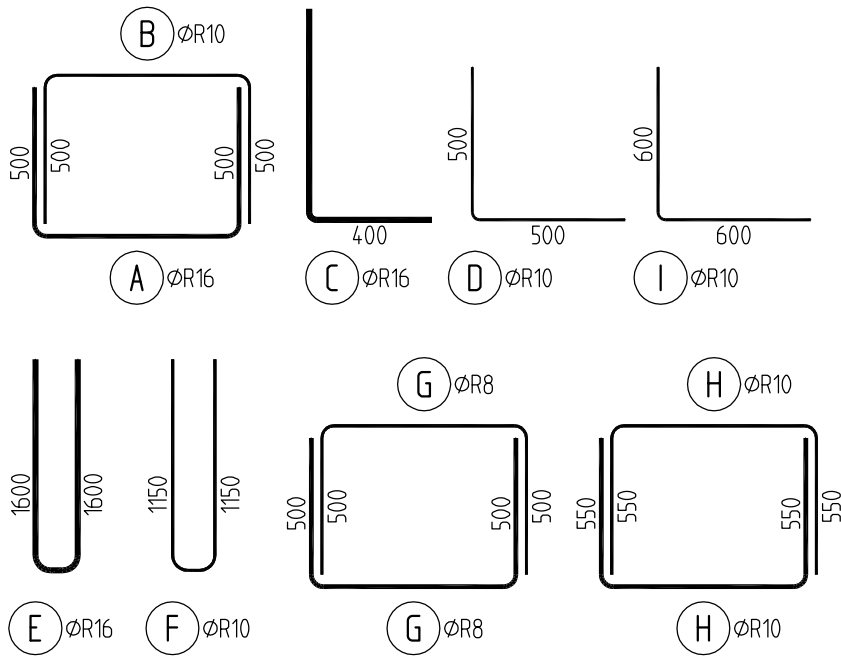 B ØR10
500 500 500 500
A ØR16
400
C ØR16
500
500
D ØR10
600
600
I ØR10
1600 1600
E ØR16
1150 1150
F ØR10
G ØR8
500 500 500 500
G ØR8
H ØR10
550 550 550 550
H ØR10